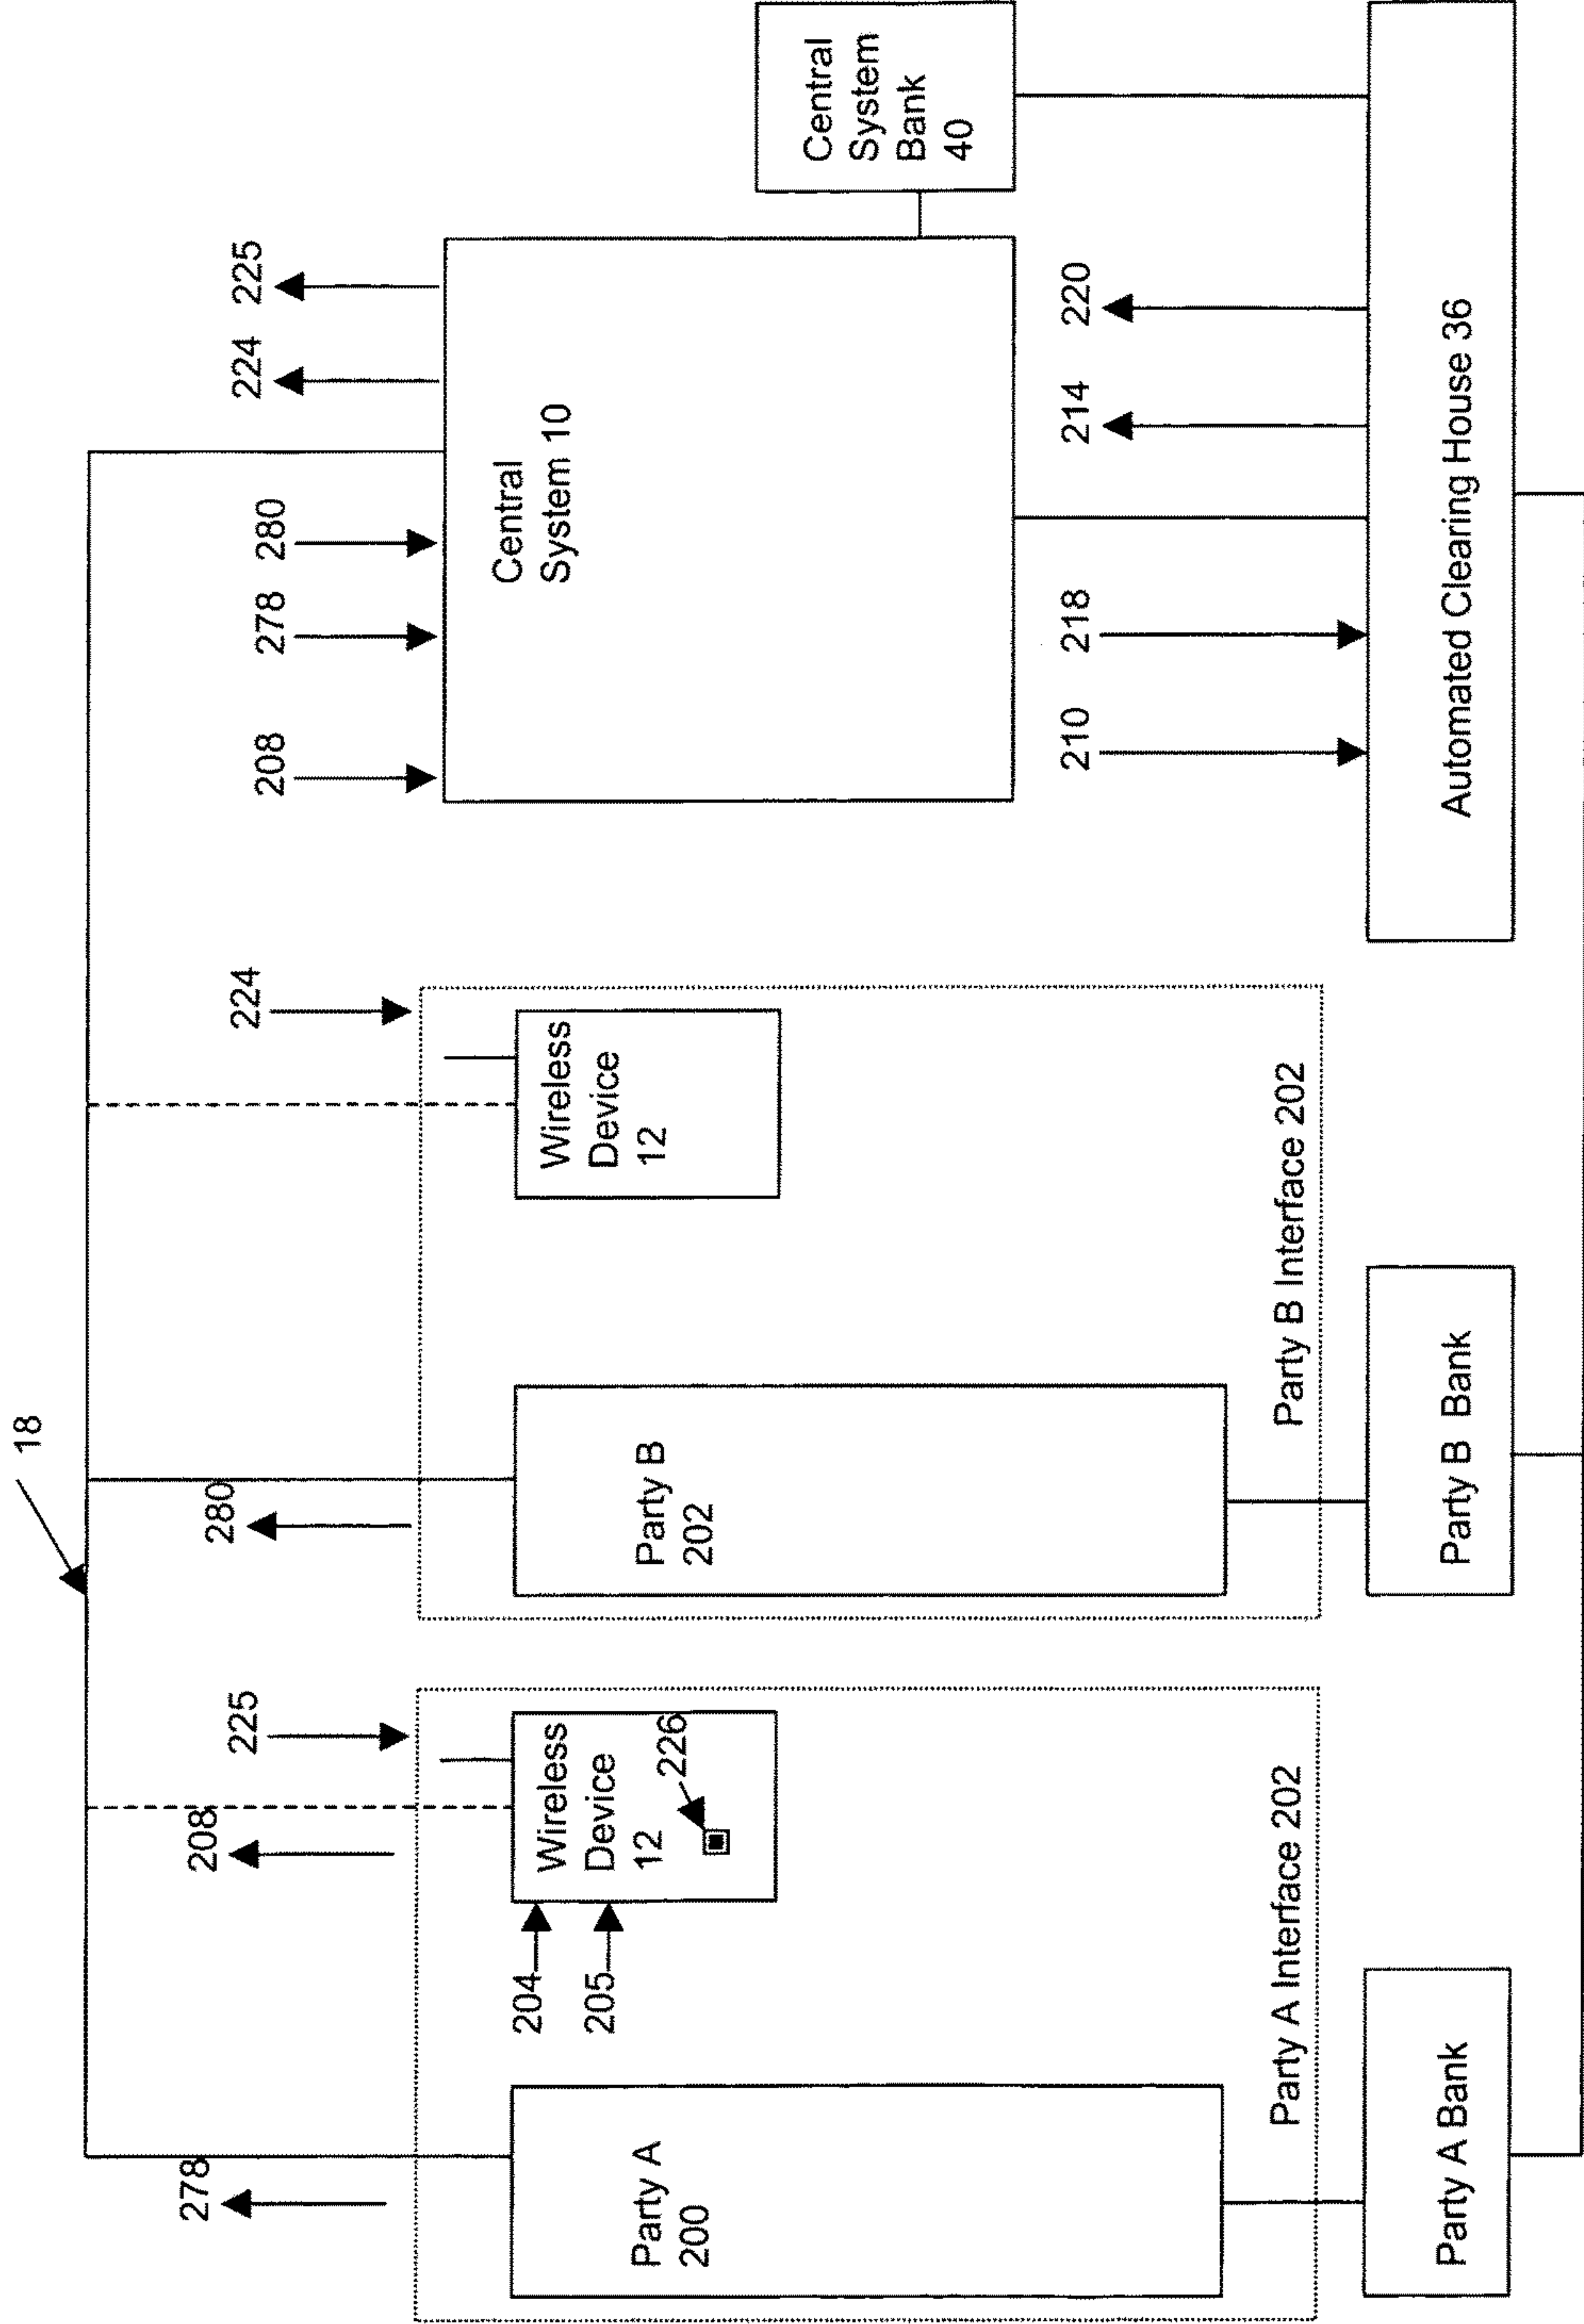 18
278
208
225
280
224
208
278
280
224
225
Party A
200
204
205
Wireless
Device
12
226
Party A Interface 202
Party A Bank
Party B
202
Wireless
Device
12
Party B Interface 202
Party B Bank
Central
System 10
Central
System
Bank
40
210
218
214
220
Automated Clearing House 36